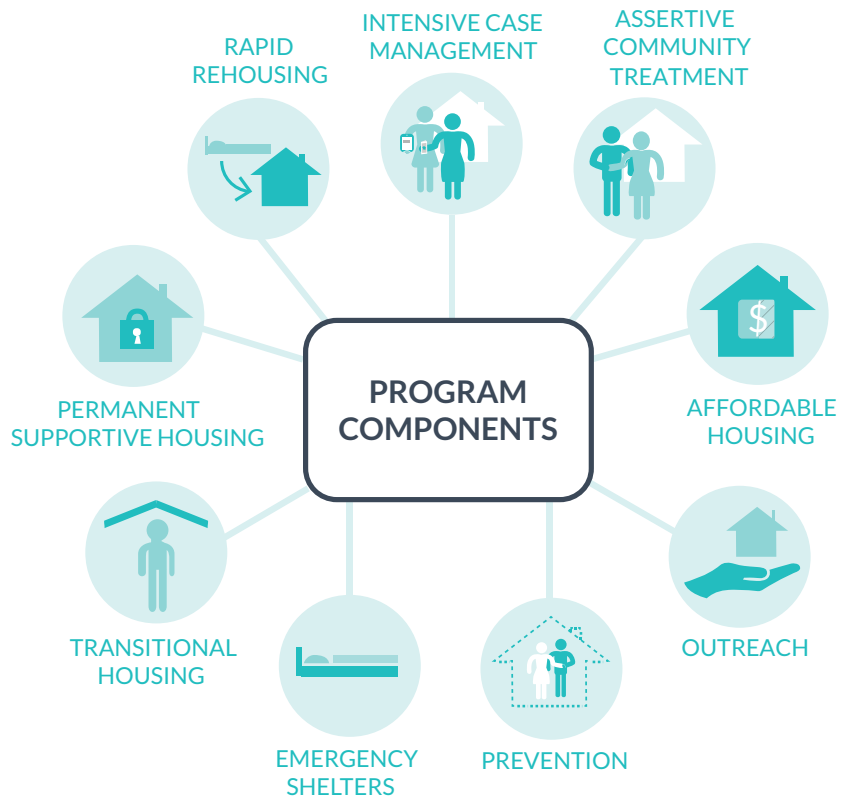 INTENSIVE CASE
MANAGEMENT
ASSERTIVE
COMMUNITY
TREATMENT
RAPID
REHOUSING
$
PROGRAM
COMPONENTS
PERMANENT
SUPPORTIVE HOUSING
AFFORDABLE
HOUSING
TRANSITIONAL
HOUSING
OUTREACH
EMERGENCY
SHELTERS
PREVENTION